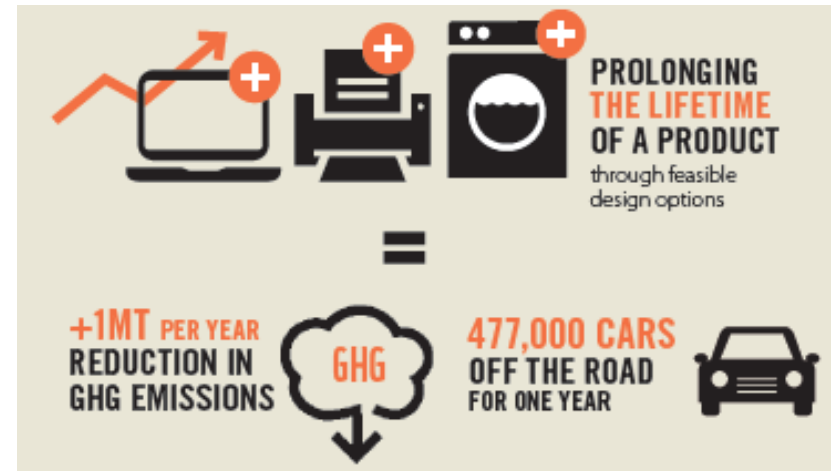 PROLONGING
THE LIFETIME
OF A PRODUCT
through feasible
design options
=
+1MT PER YEAR
REDUCTION IN
GHG EMISSIONS
GHG
477,000 CARS
OFF THE ROAD
FOR ONE YEAR